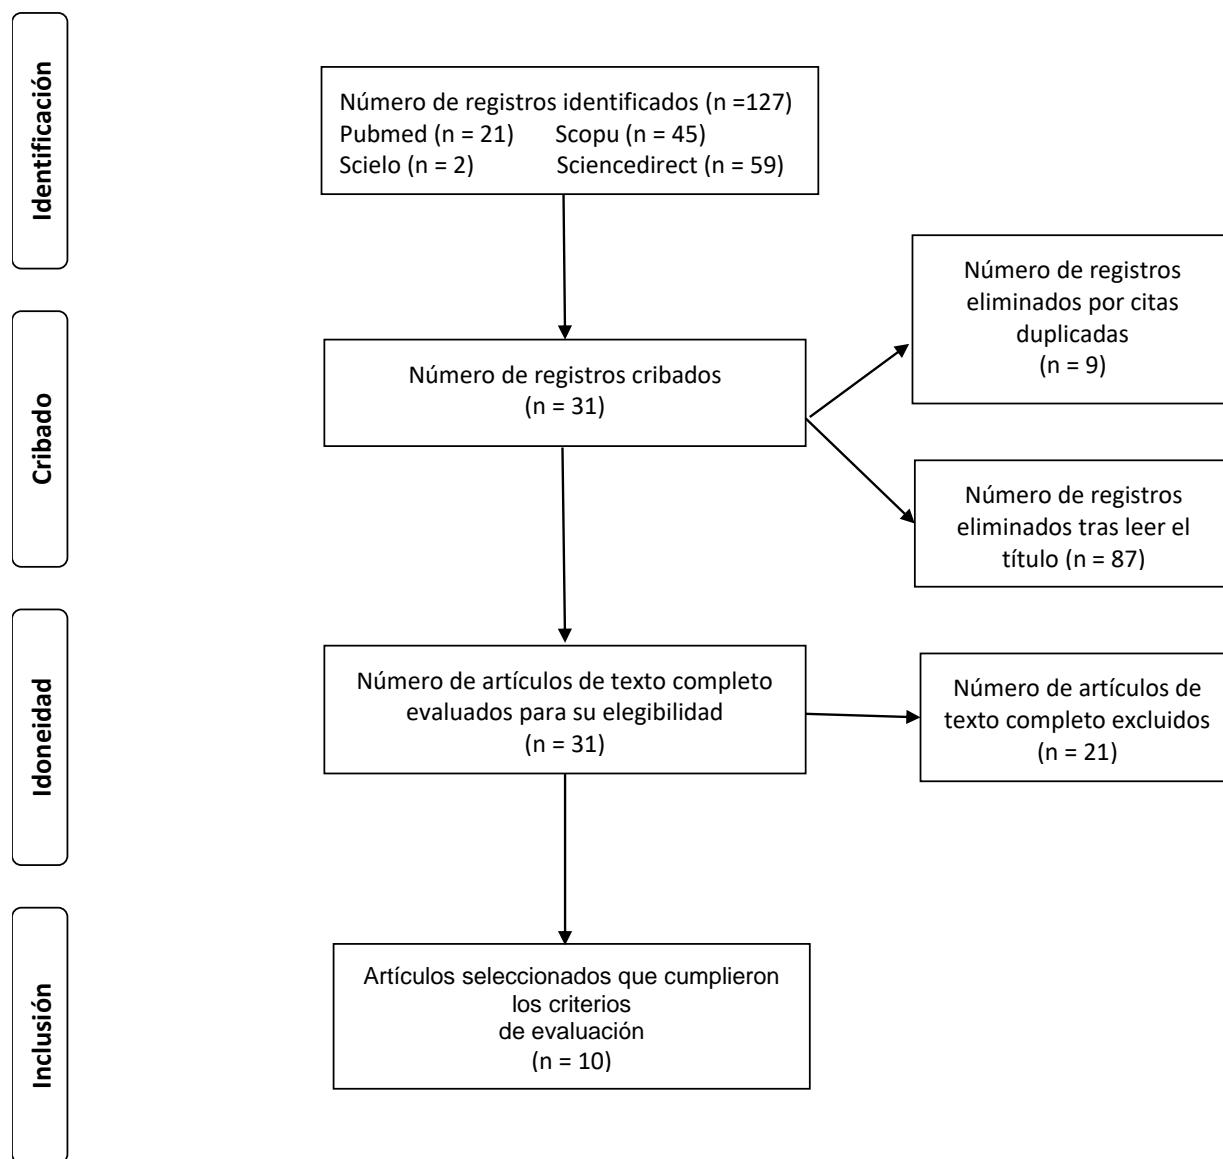 Identificación
Número de registros identificados (n =127)
Pubmed (n = 21) Scopu (n = 45)
Scielo (n = 2) Sciencedirect (n = 59)
Número de registros
eliminados por citas
duplicadas
(n = 9)
Cribado
Número de registros cribados
(n = 31)
Número de registros
eliminados tras leer el
título (n = 87)
Idoneidad
Número de artículos de texto completo
evaluados para su elegibilidad
(n = 31)
Número de artículos de
texto completo excluidos
(n = 21)
Inclusión
Artículos seleccionados que cumplieron
los criterios
de evaluación
(n = 10)